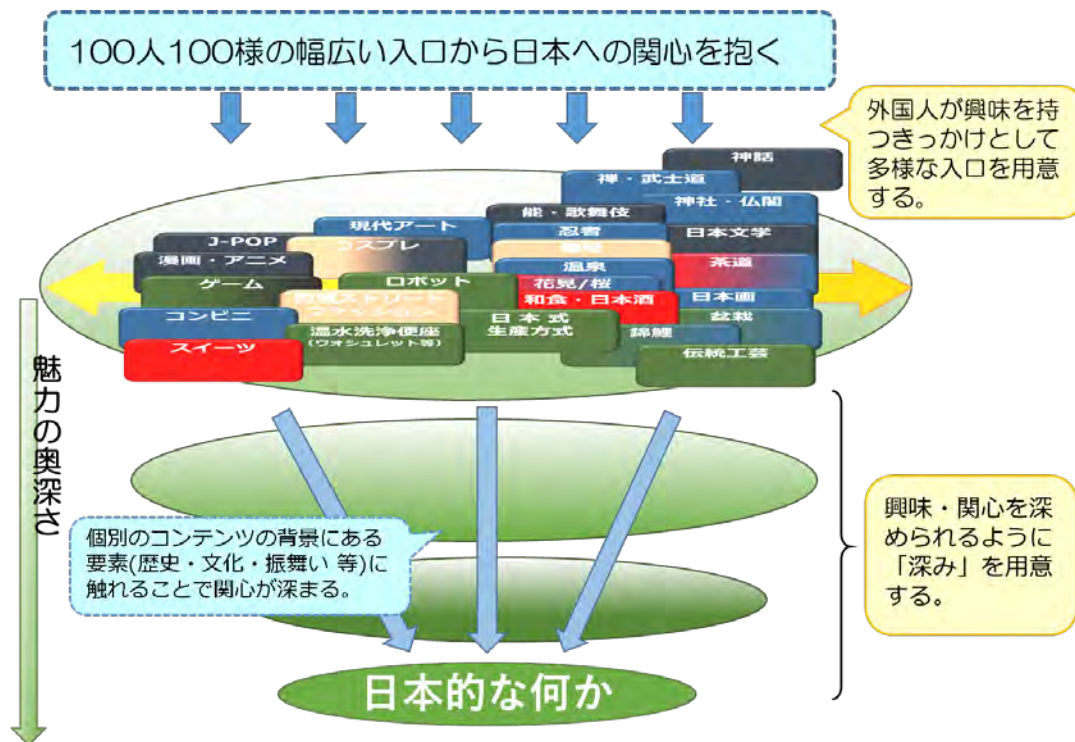 100人100様の幅広い入口から日本への関心を抱く
外国人が興味を持
つきっかけとして
多様な入口を用意
する。
神話
禅・武士道
神社・仏閣
能・歌舞伎
現代アート
忍者
日本文学
J-POP
コスプレ
漫画・アニメ
温泉
茶道
ゲーム
ロボット
花見/桜
和食・日本酒
日本画
コンビニ
日本式
生産方式
盆栽
温水洗浄便座
(ウオシュレット等)
錦鯉
スイーツ
伝統工芸
魅力の奥深さ
個別のコンテンツの背景にある
要素(歴史・文化・振舞い 等)に
触れることで関心が深まる。
興味・関心を深
められるように
「深み」を用意
する。
日本的な何か